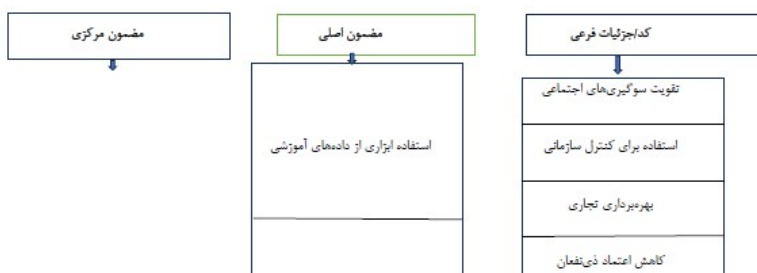 کد/جزئیات فرعی
مضمون اصلی
مضمون مرکزی
تقویت سوگیری‌های اجتماعی
استفاده برای کنترل سازمانی
استفاده ابزاری از داده‌های آموزشی
بهره‌برداری تجاری
کاهش اعتماد ذی‌نفعان